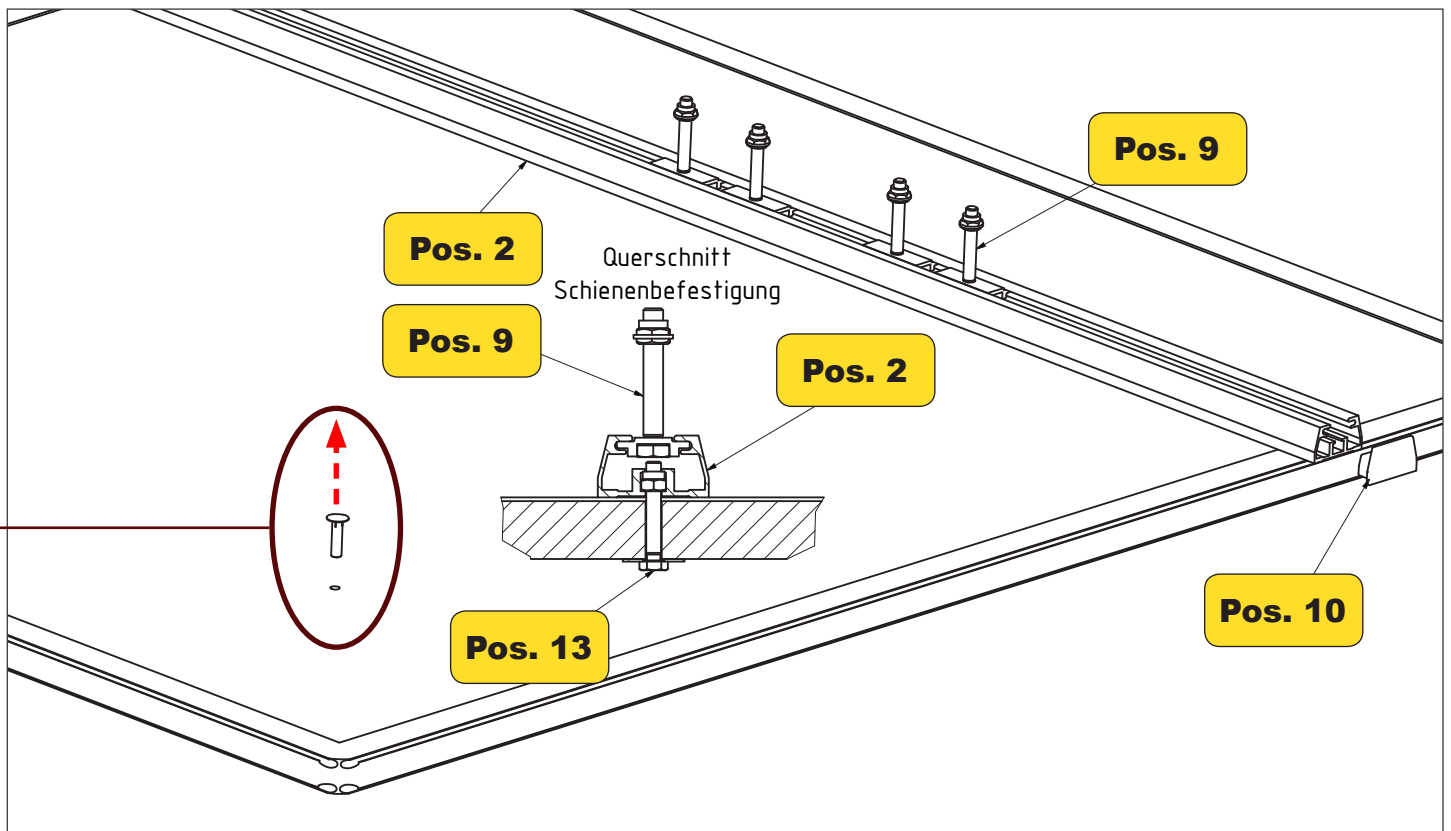 Pos. 9
Pos. 2
Querschnitt
Schienenbefestigung
Pos. 9
Pos. 2
Pos. 10
Pos. 13